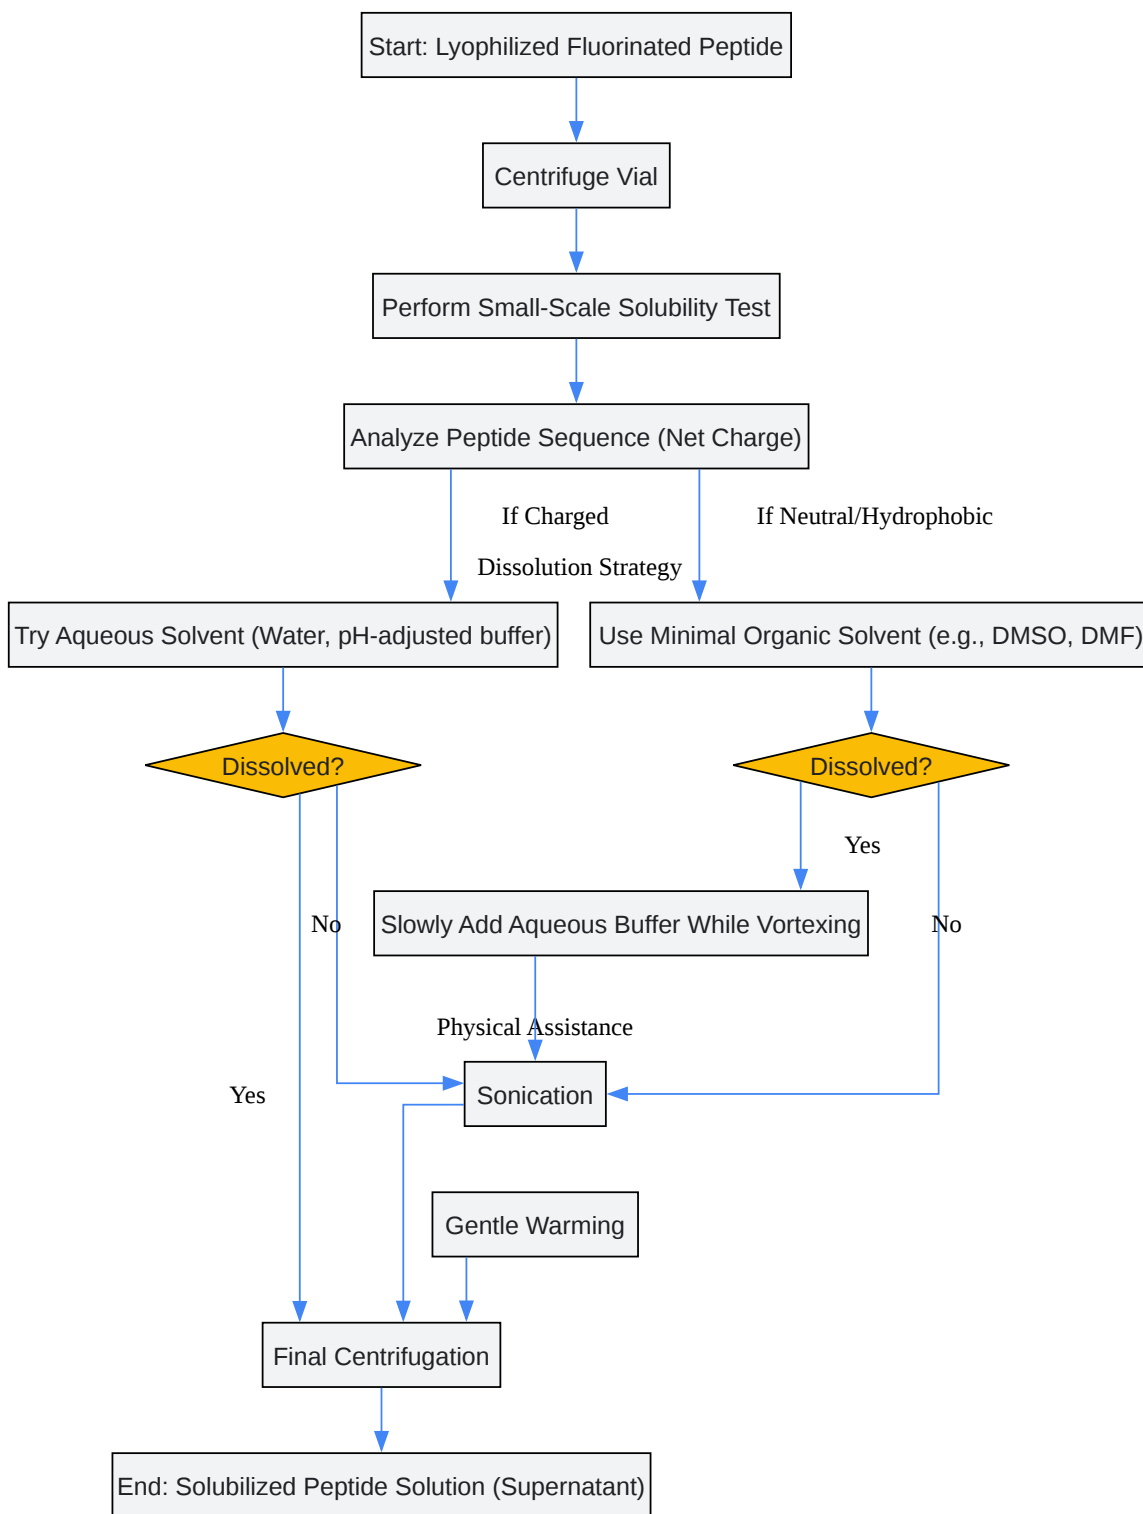 Start: Lyophilized Fluorinated Peptide
Centrifuge Vial
Perform Small-Scale Solubility Test
Analyze Peptide Sequence (Net Charge)
If Charged
If Neutral/Hydrophobic
Dissolution Strategy
Try Aqueous Solvent (Water, pH-adjusted buffer)
Use Minimal Organic Solvent (e.g., DMSO, DMF)
Dissolved?
Dissolved?
Yes
No
Slowly Add Aqueous Buffer While Vortexing
No
Physical Assistance
Yes
Sonication
Gentle Warming
Final Centrifugation
End: Solubilized Peptide Solution (Supernatant)